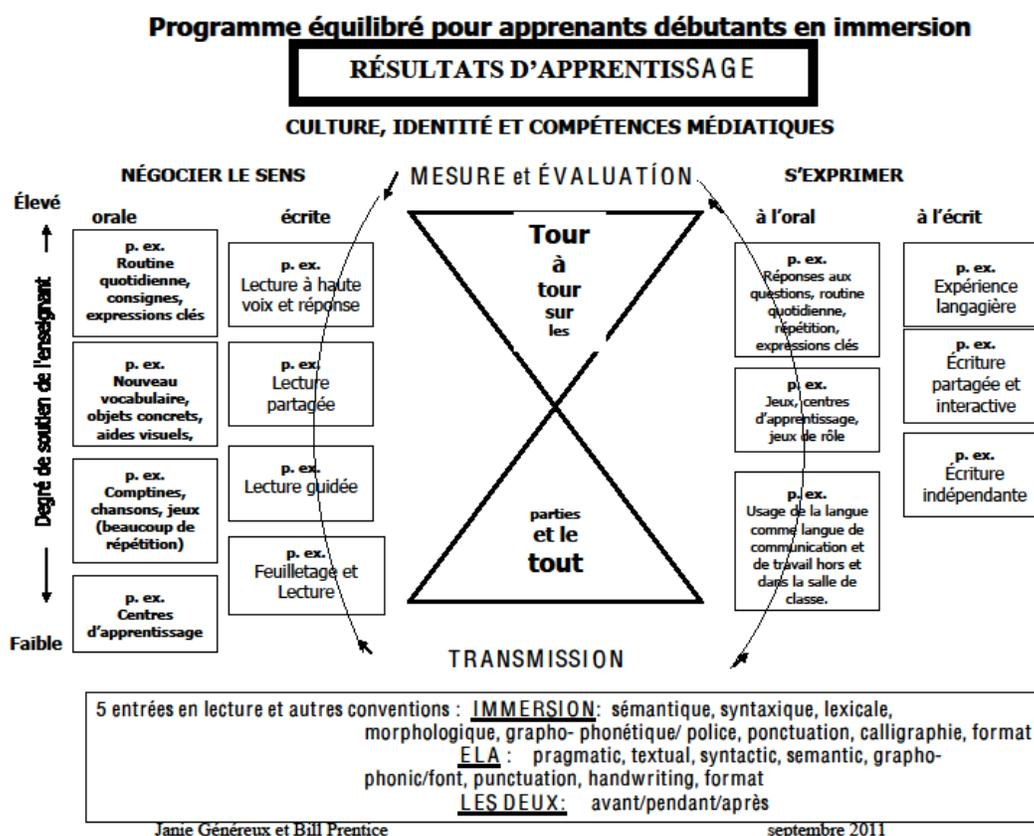 Programme équilibré pour apprenants débutants en immersion
RÉSULTATS D'APPRENTISSAGE
CULTURE, IDENTITÉ ET COMPÉTENCES MÉDIATIQUES
MESURE et ÉVALUATÍON
NÉGOCIER LE SENS
Élevé
Degré de soutien de l'enseignant
Faible
orale
p. ex.
Routine
quotidienne,
consignes,
expressions clés
p. ex.
Nouveau
vocabulaire,
objets concrets,
aides visuels,
p. ex.
Comptines,
chansons, jeux
(beaucoup de
répétition)
p. ex.
Centres
d'apprentissage
écrite
p. ex.
Lecture à haute
voix et réponse
p. ex.
Lecture
partagée
p. ex.
Lecture guidée
p. ex.
Feuilletage et
Lecture
Tour
à
tour
sur
les
parties
et le
tout
S'EXPRIMER
à l'oral
p. ex.
Réponses aux
questions, routine
quotidienne,
répétition,
expressions clés
p. ex.
Jeux, centres
d'apprentissage,
jeux de rôle
p. ex.
Usage de la langue
comme langue de
communication et
de travail hors et
dans la salle de
classe.
à l'écrit
p. ex.
Expérience
langagière
p. ex.
Écriture
partagée et
interactive
p. ex.
Écriture
indépendante
TRANSMISSION
5 entrées en lecture et autres conventions : IMMERSION: sémantique, syntaxique, lexicale,
morphologique, grapho- phonétique/ police, ponctuation, calligraphie, format
ELA : pragmatic, textual, syntactic, semantic, grapho-
phonic/font, punctuation, handwriting, format
LES DEUX: avant/pendant/après
Janie Généreux et Bill Prentice septembre 2011